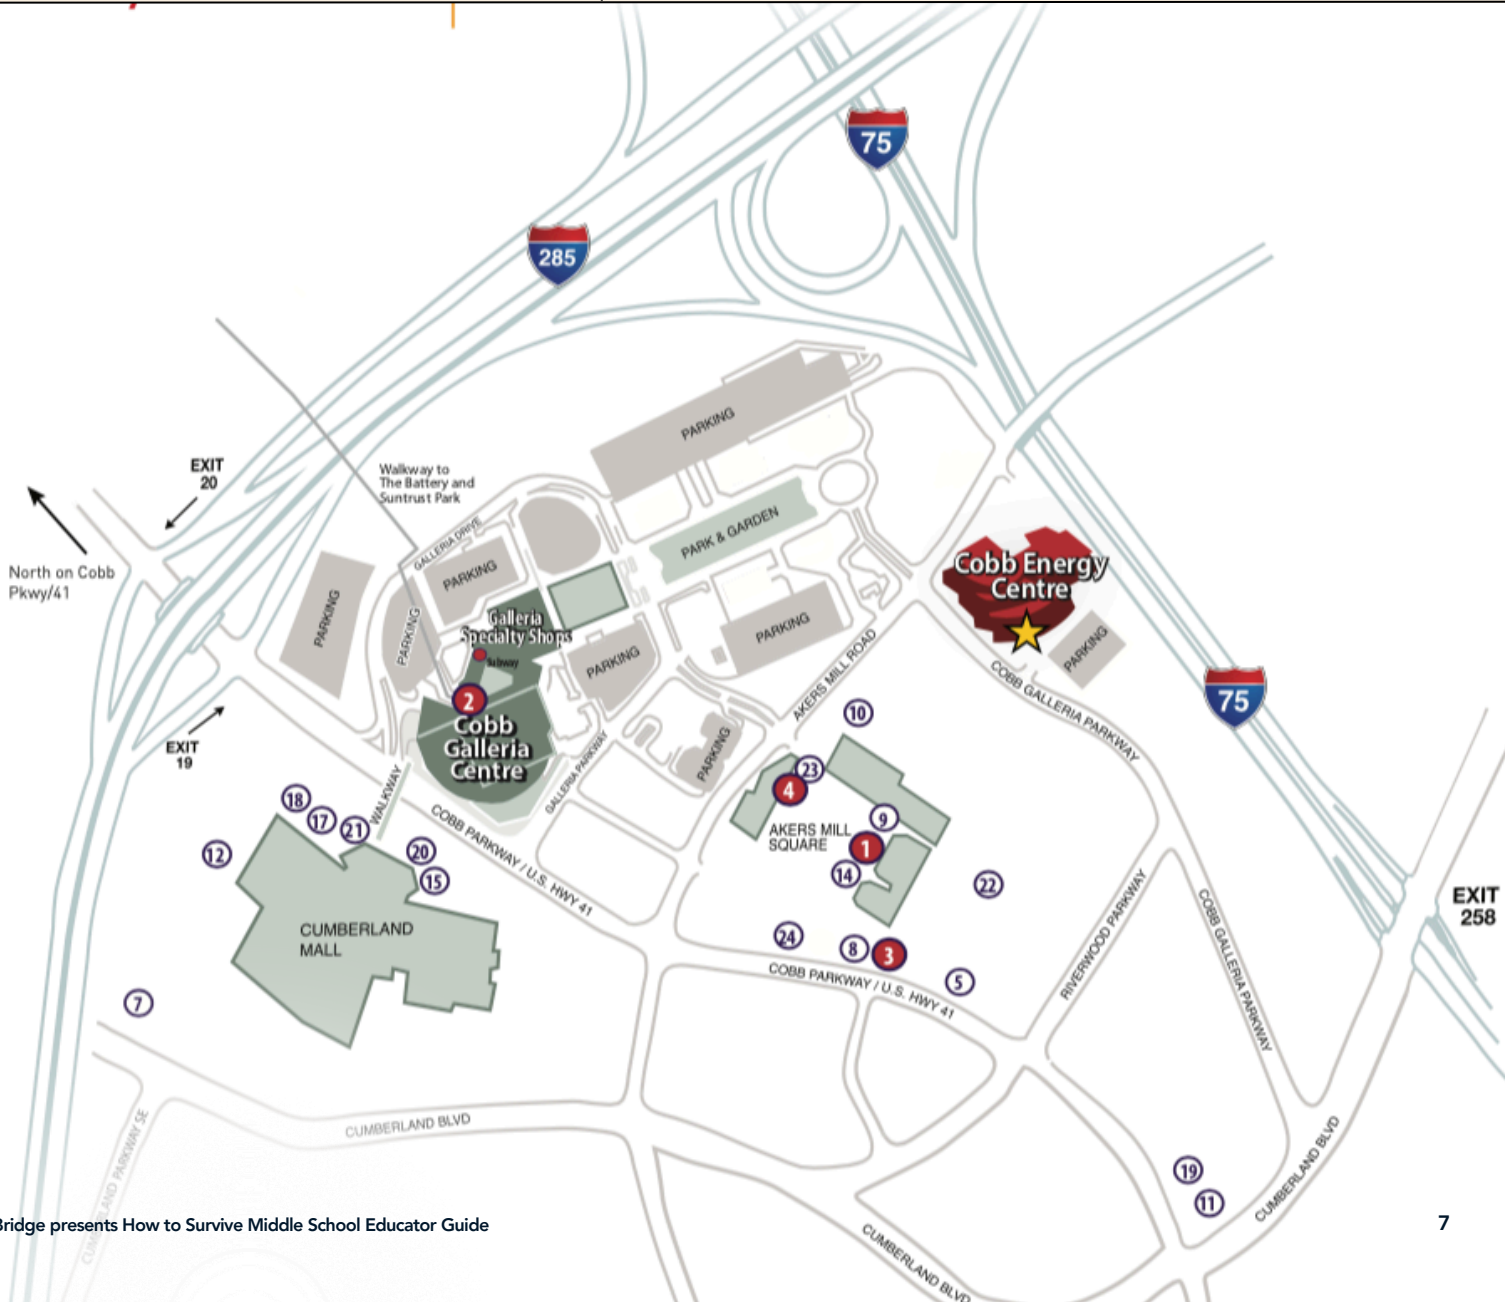 75
285
EXIT
20
Walkway to
The Battery and
Suntrust Park
North on Cobb
Pkwy/41
GALLERIA DRIVE
PARKING
PARKING
PARKING
PARKING
PARK & GARDEN
PARKING
PARKING
PARKING
Galleria
Specialty Shops
Subway
2
Cobb
Galleria
Centre
Cobb Energy
Centre
PARKING
COBB GALLERIA PARKWAY
75
AKERS MILL ROAD
EXIT
19
WALKWAY
GALLERIA PARKWAY
COBB PARKWAY / U.S. HWY 41
10
23
4
AKERS MILL
SQUARE
9
1
14
22
18
17
21
20
15
12
7
CUMBERLAND
MALL
24
8
3
5
COBB PARKWAY / U.S. HWY 41
RIVERWOOD PARKWAY
COBB GALLERIA PARKWAY
EXIT
258
CUMBERLAND BLVD
CUMBERLAND PARKWAY SE
19
11
CUMBERLAND BLVD
CUMBERLAND BLVD
Bridge presents How to Survive Middle School Educator Guide
7